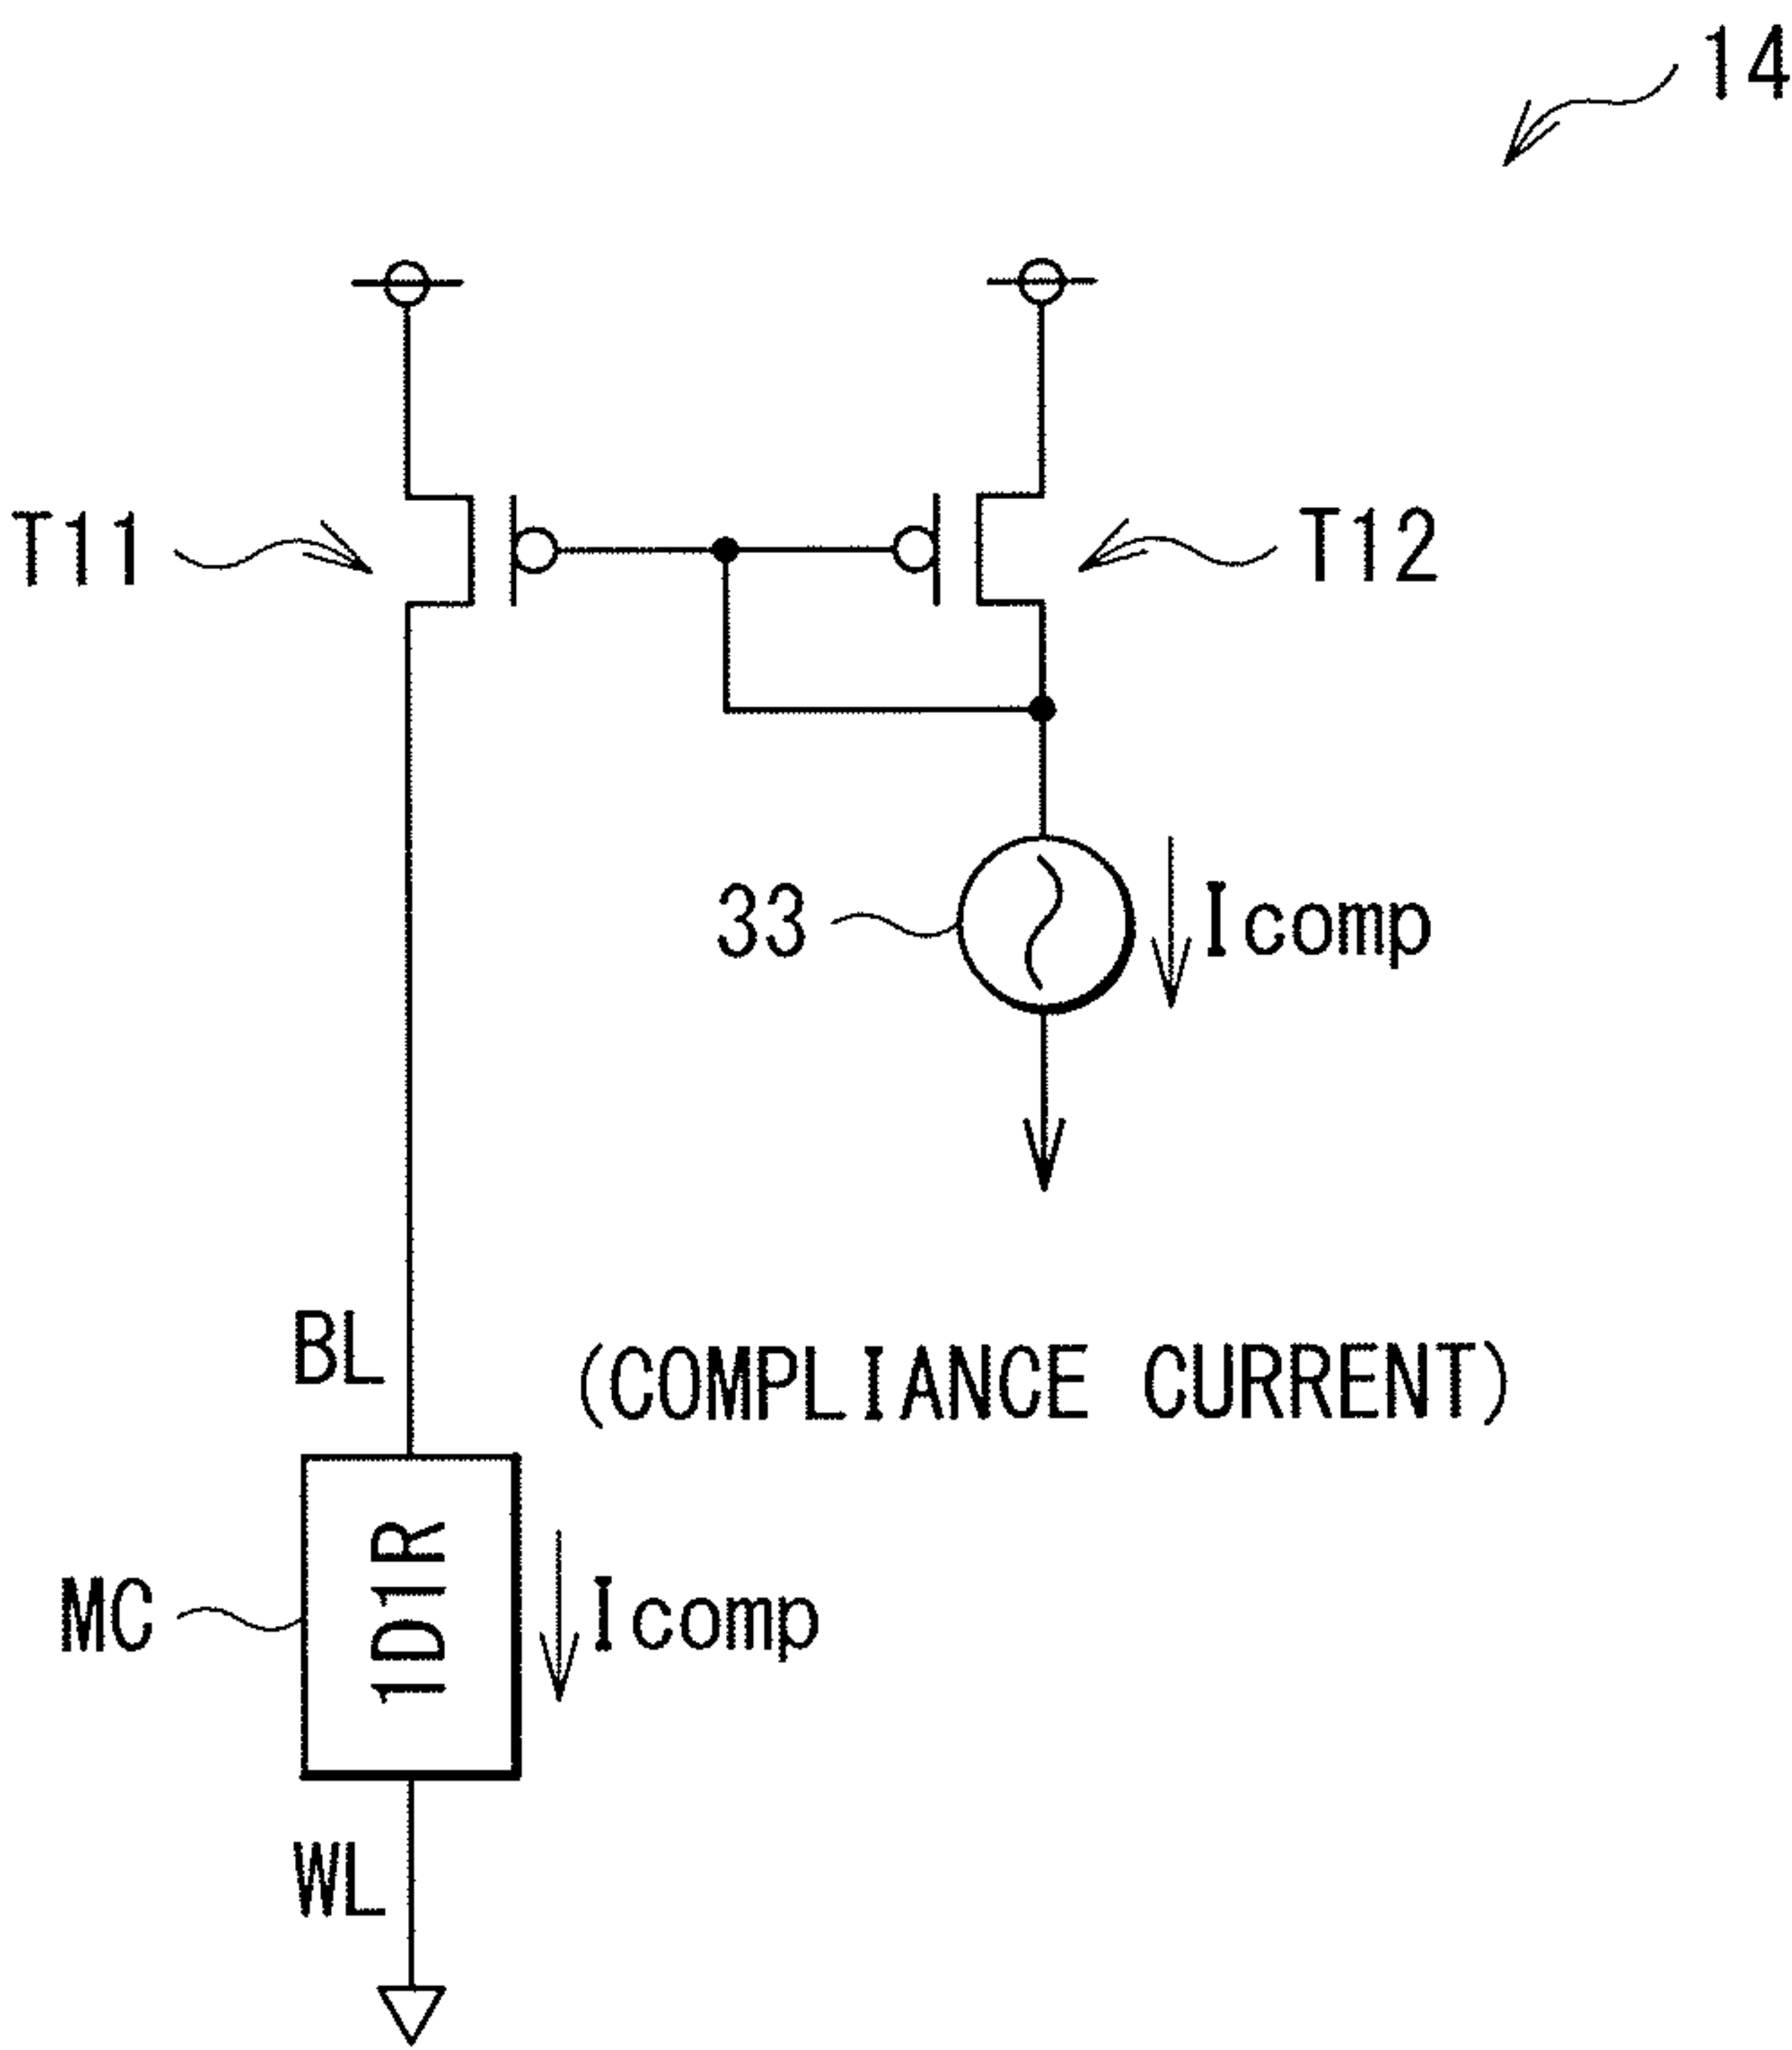 14
T11
T12
33
Icomp
BL
(COMPLIANCE CURRENT)
1D1R
MC
Icomp
WL